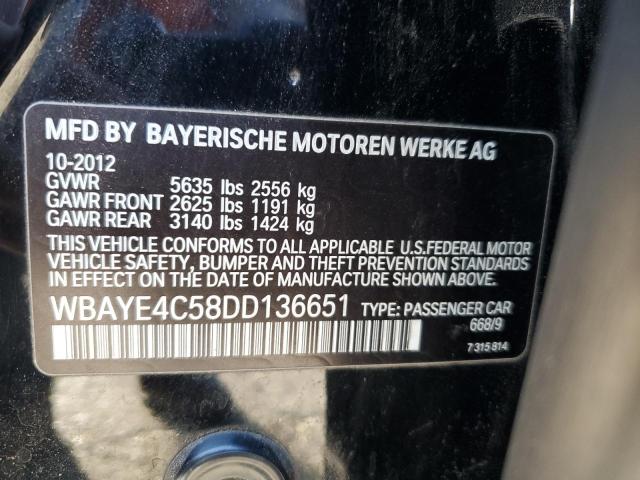 MFD BY BAYERISCHE MOTOREN WERKE AG
10-2012
GVWR 5635 lbs 2556 kg
GAWR FRONT 2625 lbs 1191 kg
GAWR REAR 3140 lbs 1424 kg
THIS VEHICLE CONFORMS TO ALL APPLICABLE U.S.FEDERAL MOTOR
VEHICLE SAFETY, BUMPER AND THEFT PREVENTION STANDARDS
IN EFFECT ON THE DATE OF MANUFACTURE SHOWN ABOVE.
WBAYE4C58DD136651 TYPE: PASSENGER CAR
668/9
7 315 814